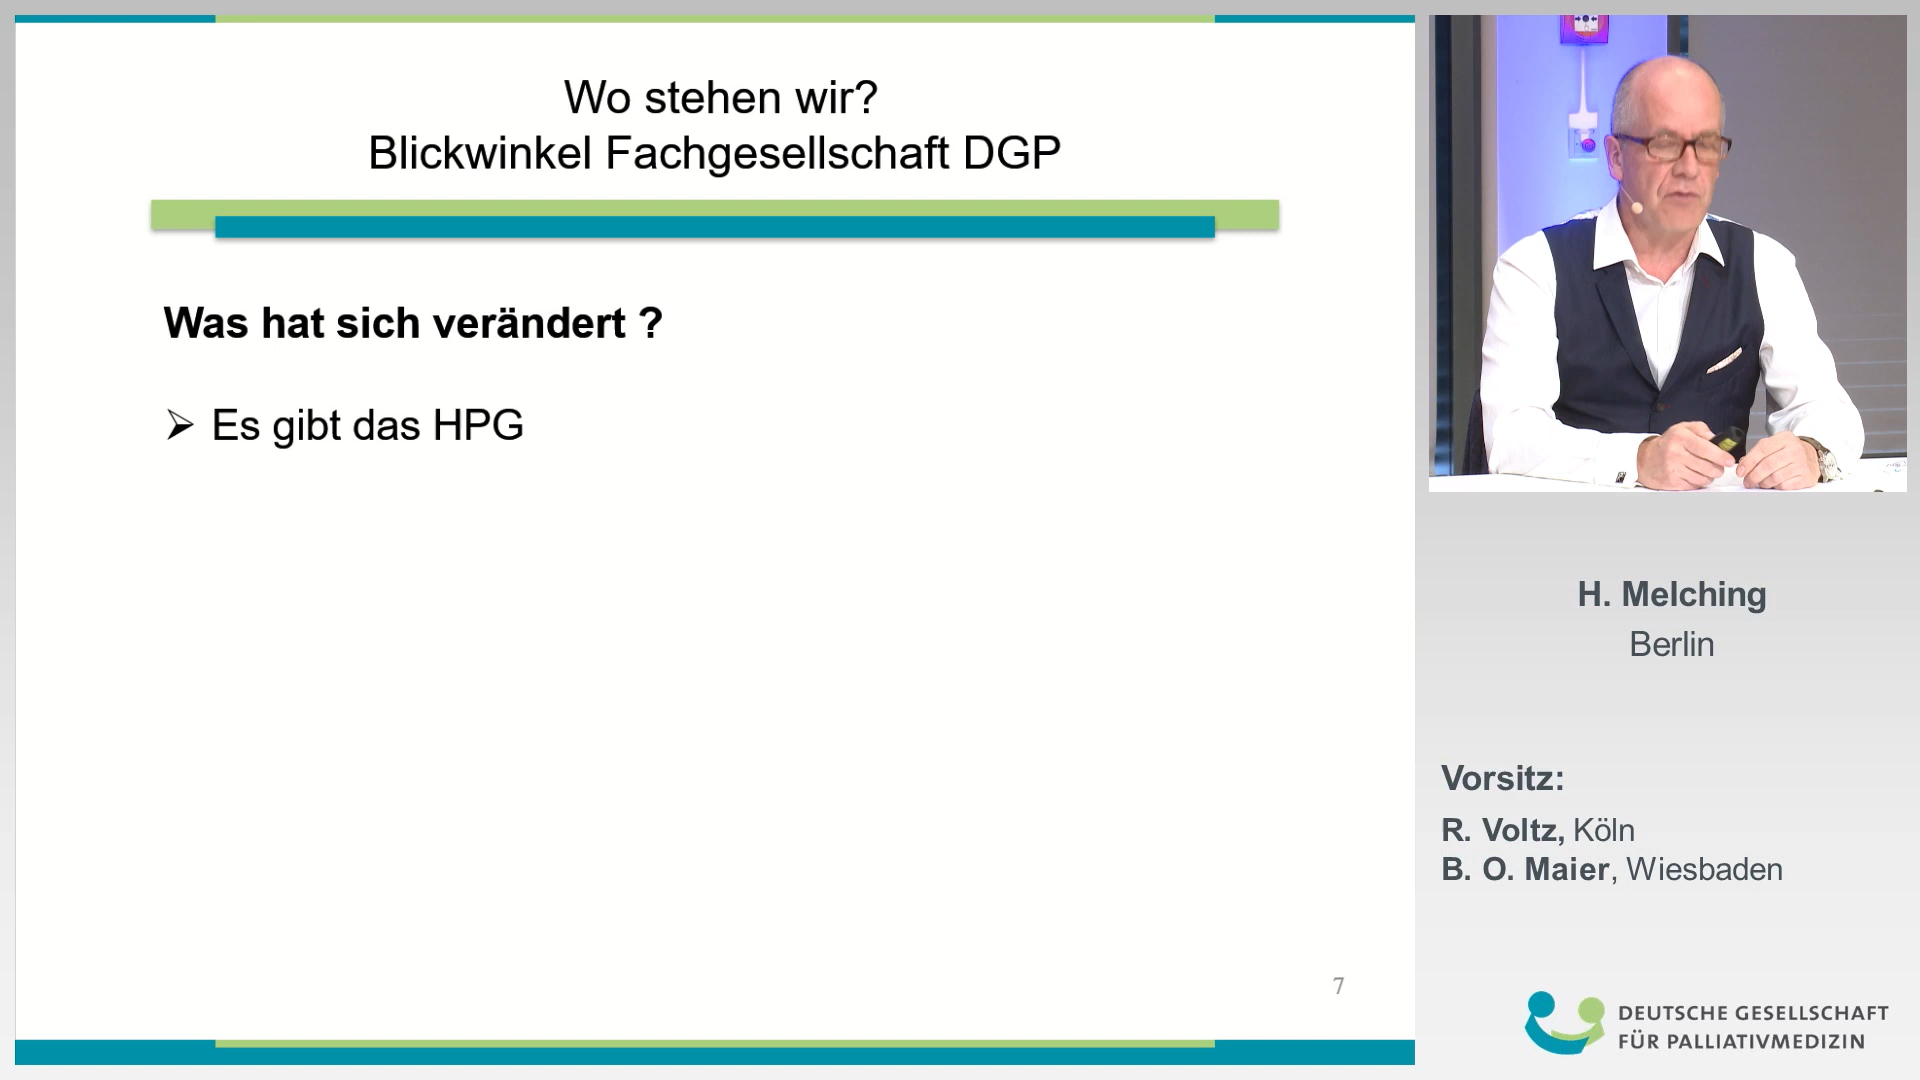 Wo stehen wir?
Blickwinkel Fachgesellschaft DGP
Was hat sich verändert ?
➢ Es gibt das HPG
7
H. Melching
Berlin
Vorsitz:
R. Voltz, Köln
B. O. Maier, Wiesbaden
DEUTSCHE GESELLSCHAFT
FÜR PALLIATIVMEDIZIN